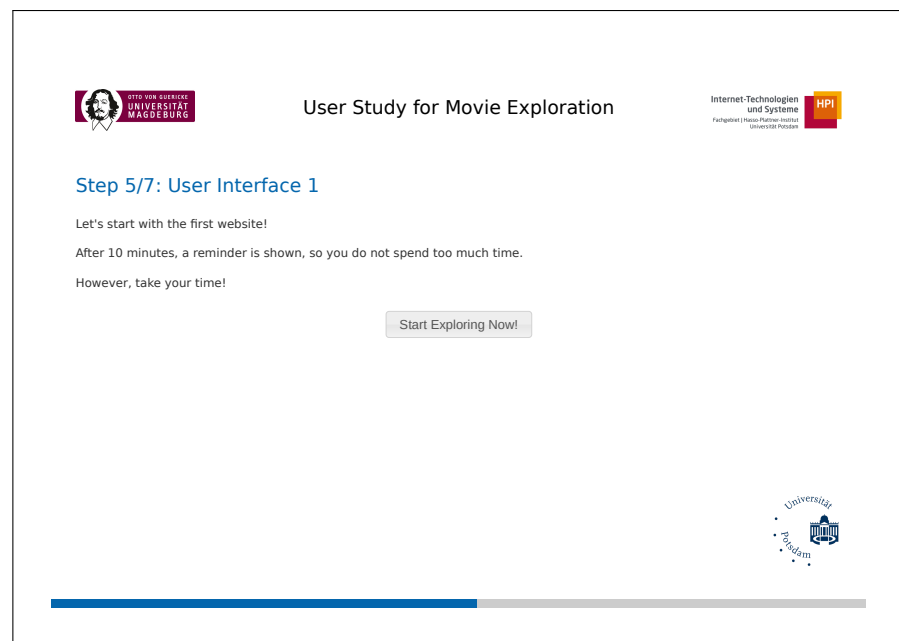 OTTO VON GUERICKE
UNIVERSITÄT
MAGDEBURG
User Study for Movie Exploration
Internet-Technologien
und Systeme
Fachgebiet | Hasso-Plattner-Institut
Universität Potsdam
HPI
Step 5/7: User Interface 1
Let's start with the first website!
After 10 minutes, a reminder is shown, so you do not spend too much time.
However, take your time!
Start Exploring Now!
Universität
Potsdam